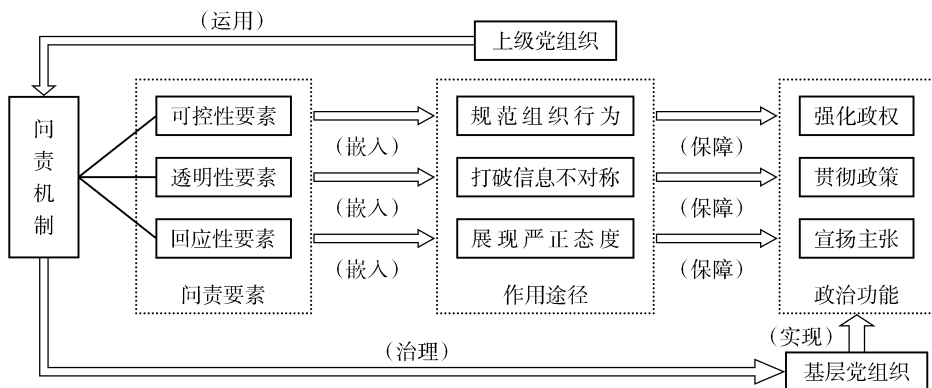 （运用）
上级党组织
问责机制
可控性要素
规范组织行为
强化政权
（嵌入）
（保障）
透明性要素
打破信息不对称
贯彻政策
（嵌入）
（保障）
回应性要素
展现严正态度
宣扬主张
（嵌入）
（保障）
问责要素
作用途径
政治功能
（实现）
（治理）
基层党组织